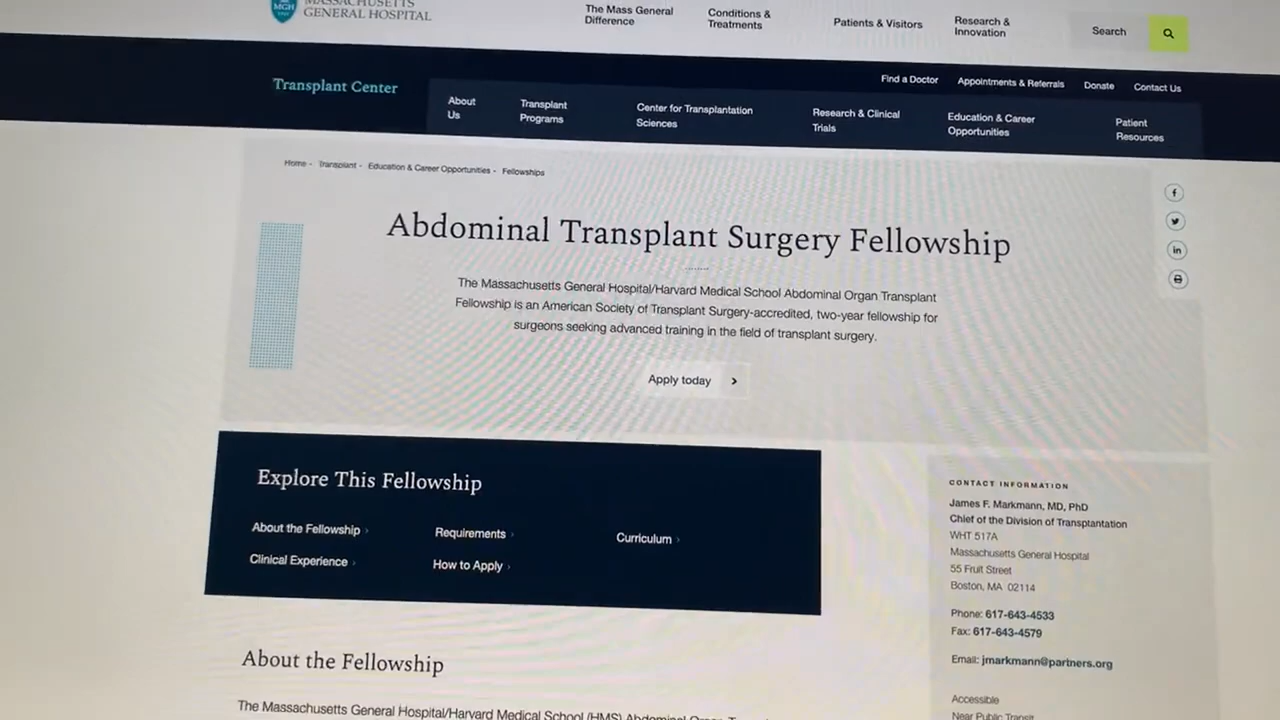 MGH
MASSACHUSETTS
GENERAL HOSPITAL
The Mass General
Difference
Conditions &
Treatments
Patients & Visitors
Research &
Innovation
Search
Find a Doctor
Appointments & Referrals
Donate
Contact Us
Transplant Center
About
Us
Transplant
Programs
Center for Transplantation
Sciences
Research & Clinical
Trials
Education & Career
Opportunities
Patient
Resources
Home - Transplant - Education & Career Opportunities - Fellowships
Abdominal Transplant Surgery Fellowship
The Massachusetts General Hospital/Harvard Medical School Abdominal Organ Transplant
Fellowship is an American Society of Transplant Surgery-accredited, two-year fellowship for
surgeons seeking advanced training in the field of transplant surgery.
Apply today
Explore This Fellowship
About the Fellowship
Requirements
Curriculum
Clinical Experience
How to Apply
CONTACT INFORMATION
James F. Markmann, MD, PhD
Chief of the Division of Transplantation
WHT 517A
Massachusetts General Hospital
55 Fruit Street
Boston, MA 02114
Phone: 617-643-4533
Fax: 617-643-4579
Email: jmarkmann@partners.org
Accessible
Near Public Transit
About the Fellowship
The Massachusetts General Hospital/Harvard Medical School (HMS) Abdominal Organ